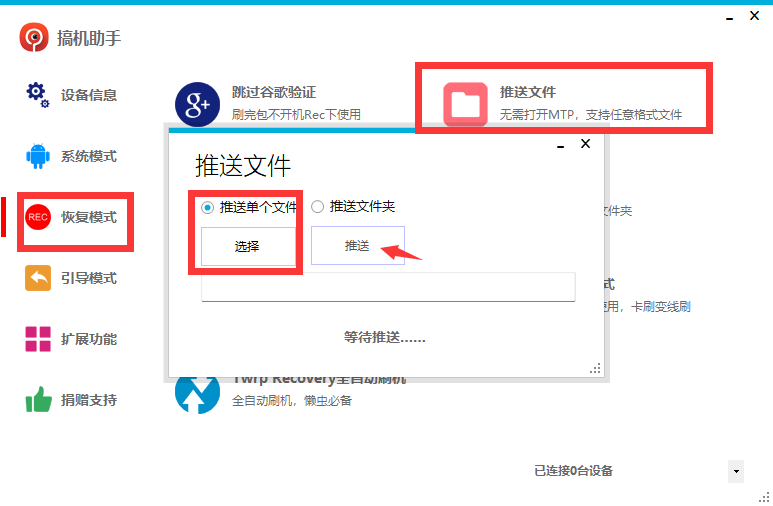 搞机助手
设备信息
系统模式
REC
恢复模式
引导模式
扩展功能
捐赠支持
g+
跳过谷歌验证
刷完包不开机Rec下使用
推送文件
无需打开MTP，支持任意格式文件
推送文件
推送单个文件
推送文件夹
选择
推送
等待推送......
文件夹
式
使用，卡刷变线刷
Twrp Recovery全自动刷机
全自动刷机，懒虫必备
已连接0台设备